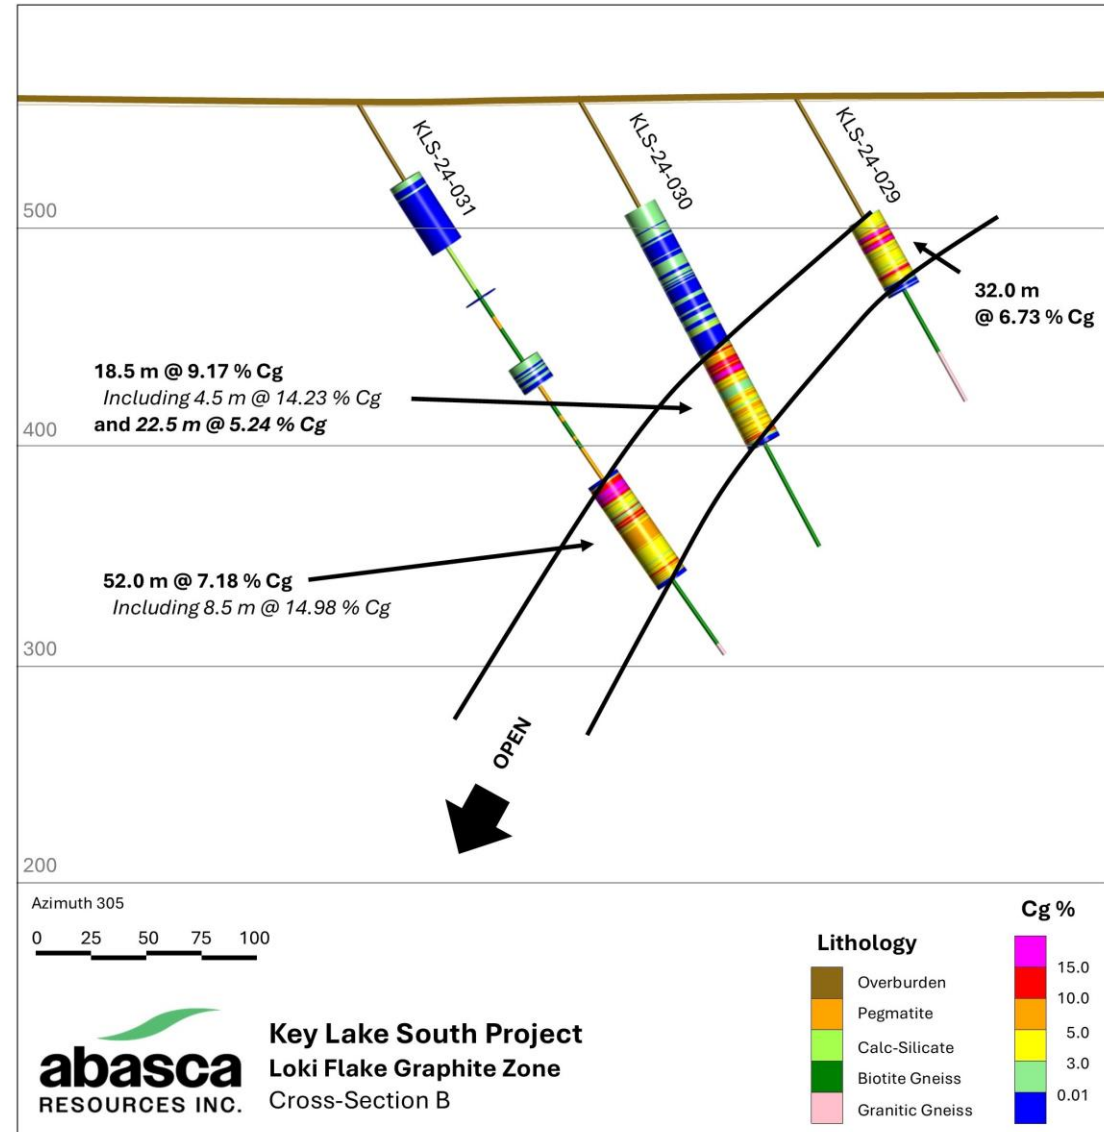 KLS-24-031
KLS-24-030
KLS-24-029
500
32.0 m
@ 6.73 % Cg
18.5 m @ 9.17 % Cg
Including 4.5 m @ 14.23 % Cg
and 22.5 m @ 5.24 % Cg
400
52.0 m @ 7.18 % Cg
Including 8.5 m @ 14.98 % Cg
300
OPEN
200
Azimuth 305
0 25 50 75 100
abasca
RESOURCES INC.
Key Lake South Project
Loki Flake Graphite Zone
Cross-Section B
Lithology
Overburden
Pegmatite
Calc-Silicate
Biotite Gneiss
Granitic Gneiss
Cg %
15.0
10.0
5.0
3.0
0.01